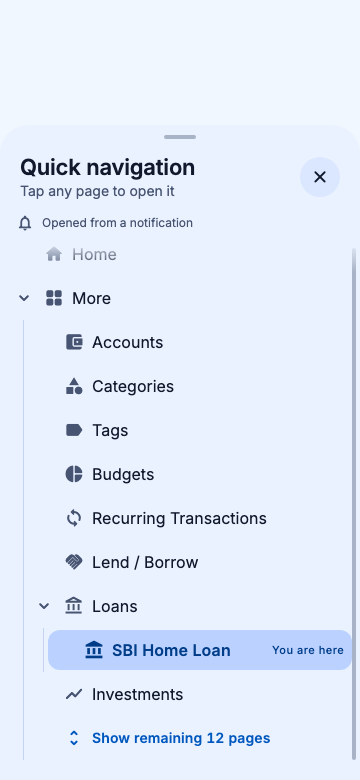 Quick navigation
Tap any page to open it
Opened from a notification
Home
More
Accounts
Categories
Tags
Budgets
Recurring Transactions
Lend / Borrow
Loans
SBI Home Loan You are here
Investments
Show remaining 12 pages